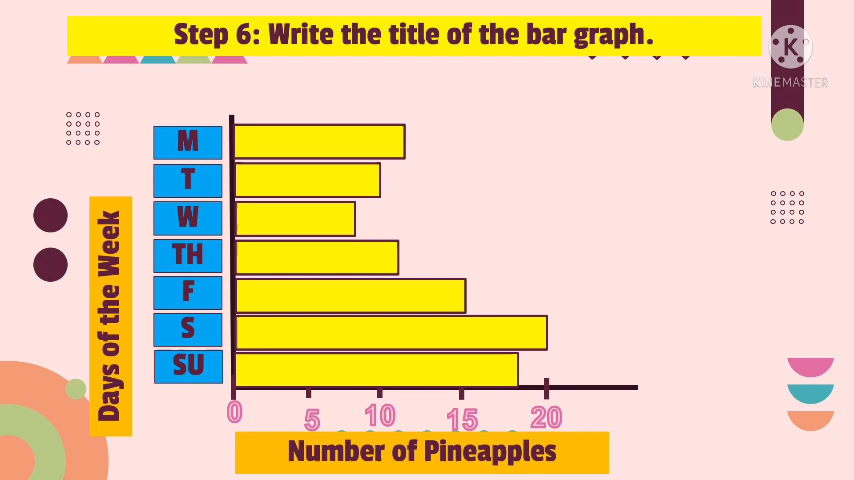 Step 6: Write the title of the bar graph.
K
KINEMASTER
M
T
W
TH
F
S
SU
Days of the Week
0 5 10 15 20
Number of Pineapples